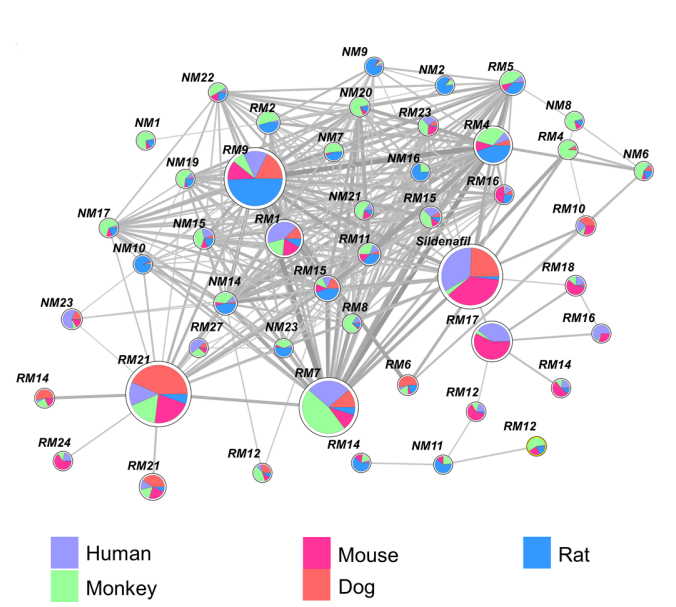 NM9
NM2
RM5
NM22
NM20
NM8
RM2
RM23
RM4
NM1
RM9
NM7
RM4
NM16
NM6
NM19
RM16
NM21
RM15
RM10
NM17
NM15
RM1
RM11
Sildenafil
NM10
RM15
RM18
NM14
NM23
RM8
RM17
RM16
RM27
NM23
RM21
RM7
RM6
RM14
RM14
RM12
RM24
RM21
RM12
RM14
NM11
RM12
Human
Mouse
Rat
Monkey
Dog